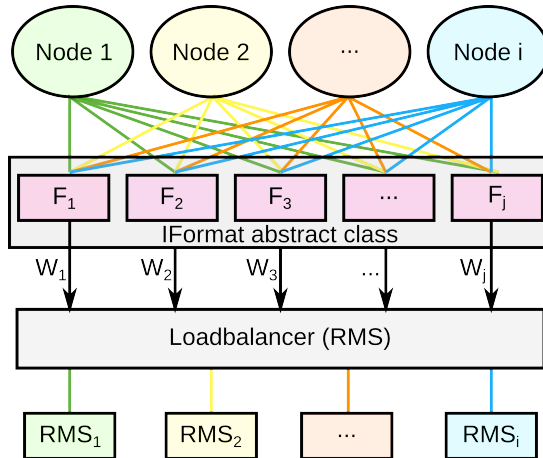 Node 1 Node 2 ... Node i
F₁ F₂ F₃ ... Fⱼ
IFormat abstract class
W₁ W₂ W₃ ... Wⱼ
Loadbalancer (RMS)
RMS₁ RMS₂ ... RMSᵢ